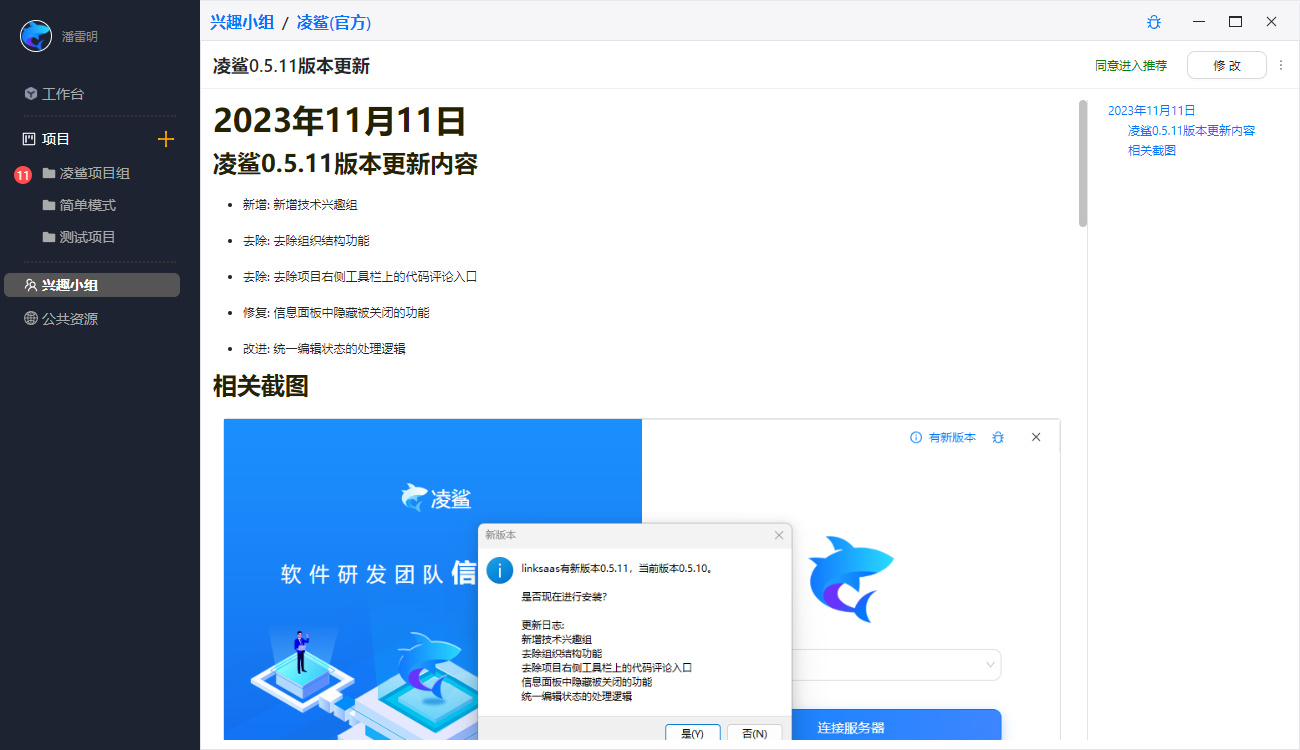 潘雷明
工作台
项目
11
凌鲨项目组
简单模式
测试项目
兴趣小组
公共资源
兴趣小组 / 凌鲨(官方)
凌鲨0.5.11版本更新
同意进入推荐
修 改
2023年11月11日
凌鲨0.5.11版本更新内容
新增: 新增技术兴趣组
去除: 去除组织结构功能
去除: 去除项目右侧工具栏上的代码评论入口
修复: 信息面板中隐藏被关闭的功能
改进: 统一编辑状态的处理逻辑
相关截图
有新版本
凌鲨
软件研发团队信
新版本
linksaas有新版本0.5.11，当前版本0.5.10。
是否现在进行安装?
更新日志:
新增技术兴趣组
去除组织结构功能
去除项目右侧工具栏上的代码评论入口
信息面板中隐藏被关闭的功能
统一编辑状态的处理逻辑
是(Y)
否(N)
连接服务器
2023年11月11日
凌鲨0.5.11版本更新内容
相关截图